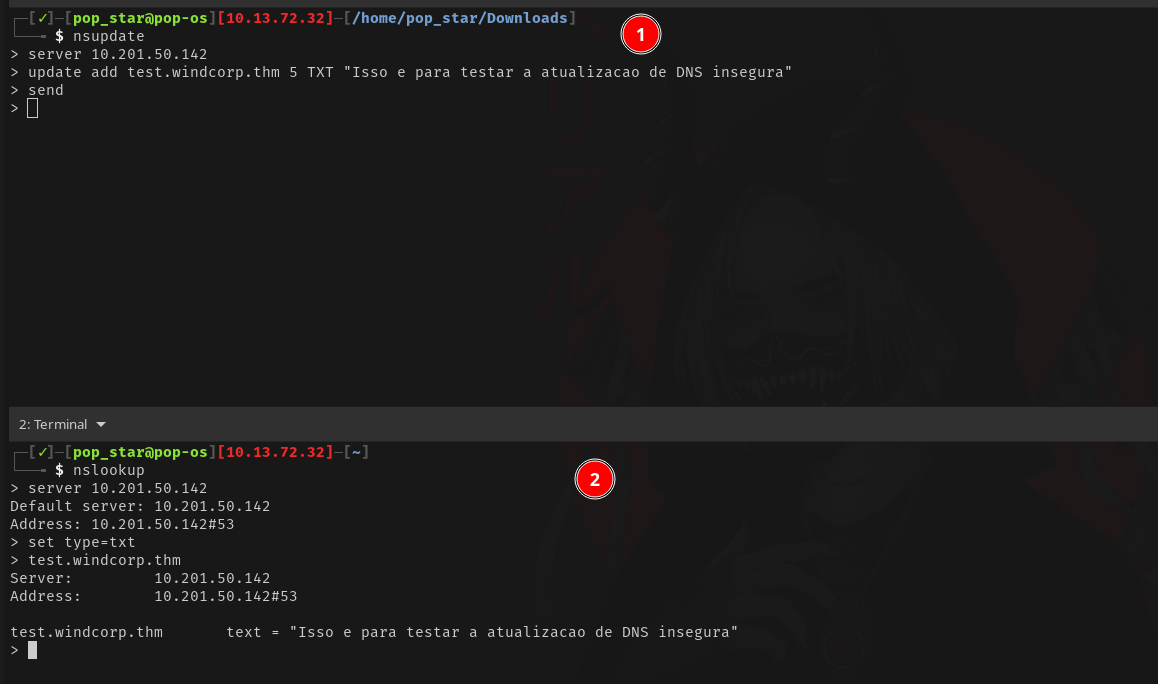 ┌─[✓]─[pop_star@pop-os][10.13.72.32]─[/home/pop_star/Downloads]
└──╼ $ nsupdate
1
> server 10.201.50.142
> update add test.windcorp.thm 5 TXT "Isso e para testar a atualizacao de DNS insegura"
> send
>
2: Terminal
┌─[✓]─[pop_star@pop-os][10.13.72.32]─[~]
└──╼ $ nslookup
2
> server 10.201.50.142
Default server: 10.201.50.142
Address: 10.201.50.142#53
> set type=txt
> test.windcorp.thm
Server:         10.201.50.142
Address:        10.201.50.142#53

test.windcorp.thm       text = "Isso e para testar a atualizacao de DNS insegura"
>